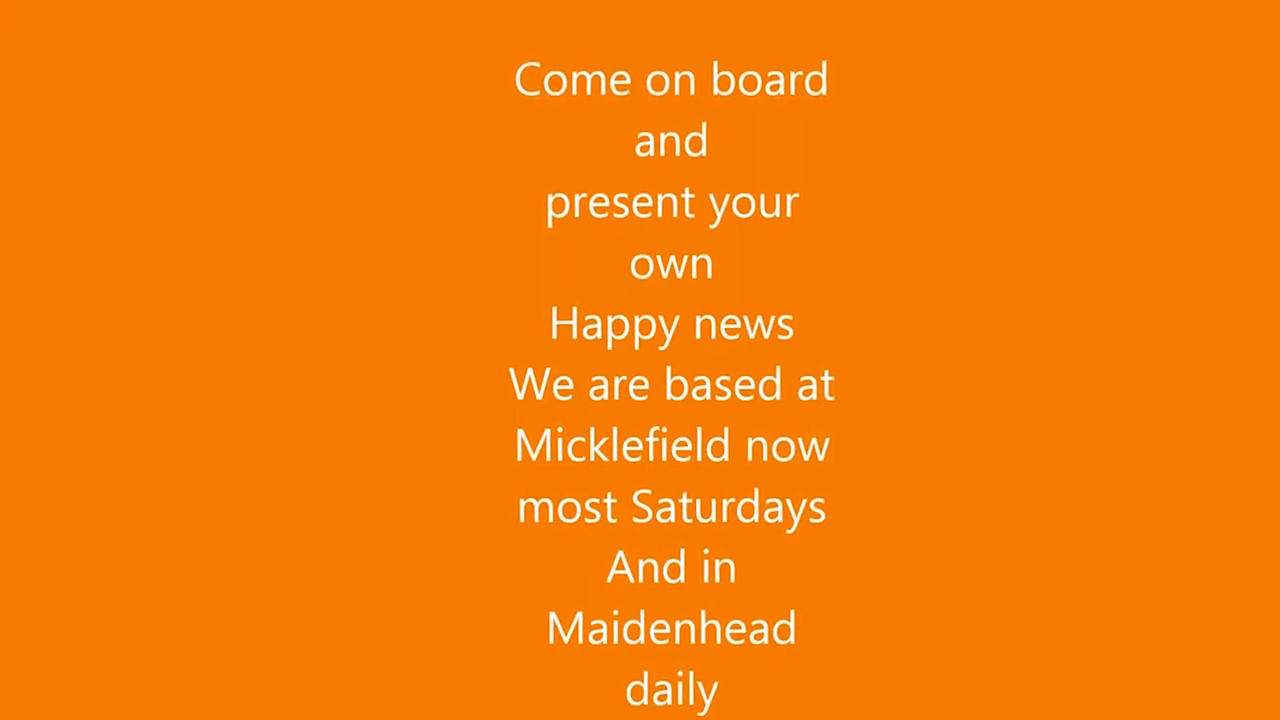 Come on board
and
present your
own
Happy news
We are based at
Micklefield now
most Saturdays
And in
Maidenhead
daily